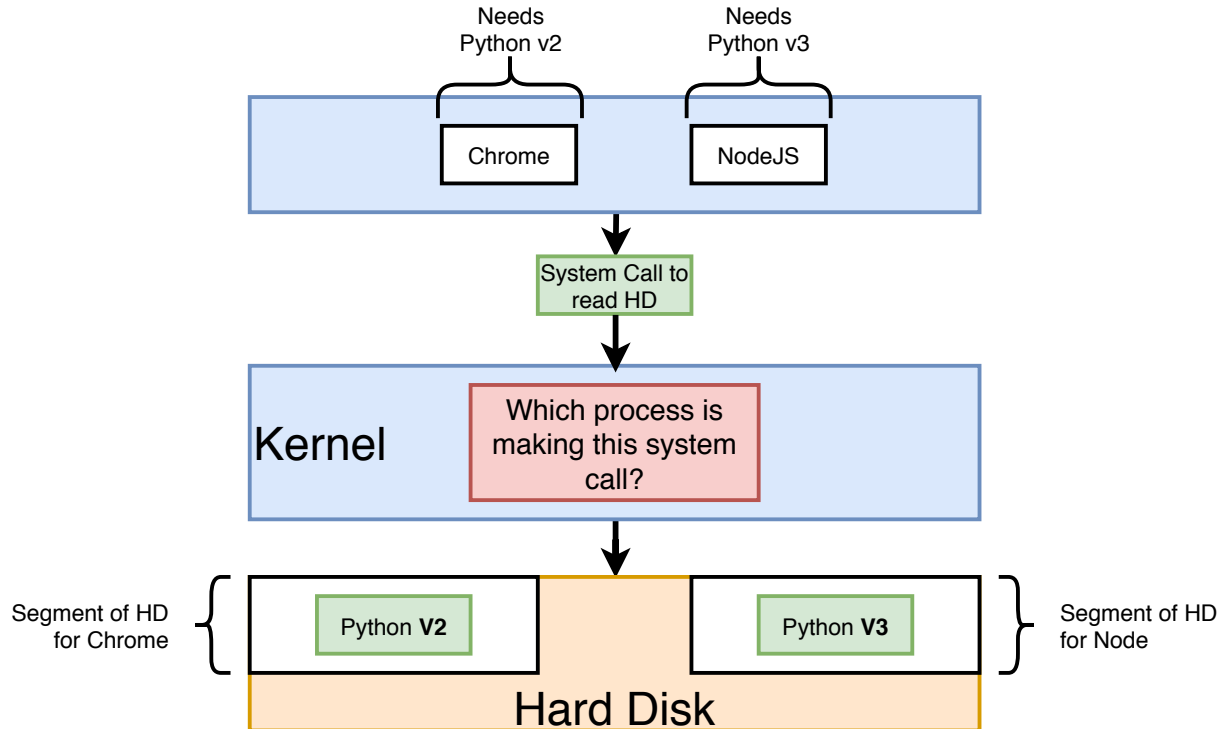 Needs
Python v2
Needs
Python v3
Chrome
NodeJS
System Call to
read HD
Kernel
Which process is
making this system
call?
Segment of HD
for Chrome
Python V2
Python V3
Segment of HD
for Node
Hard Disk